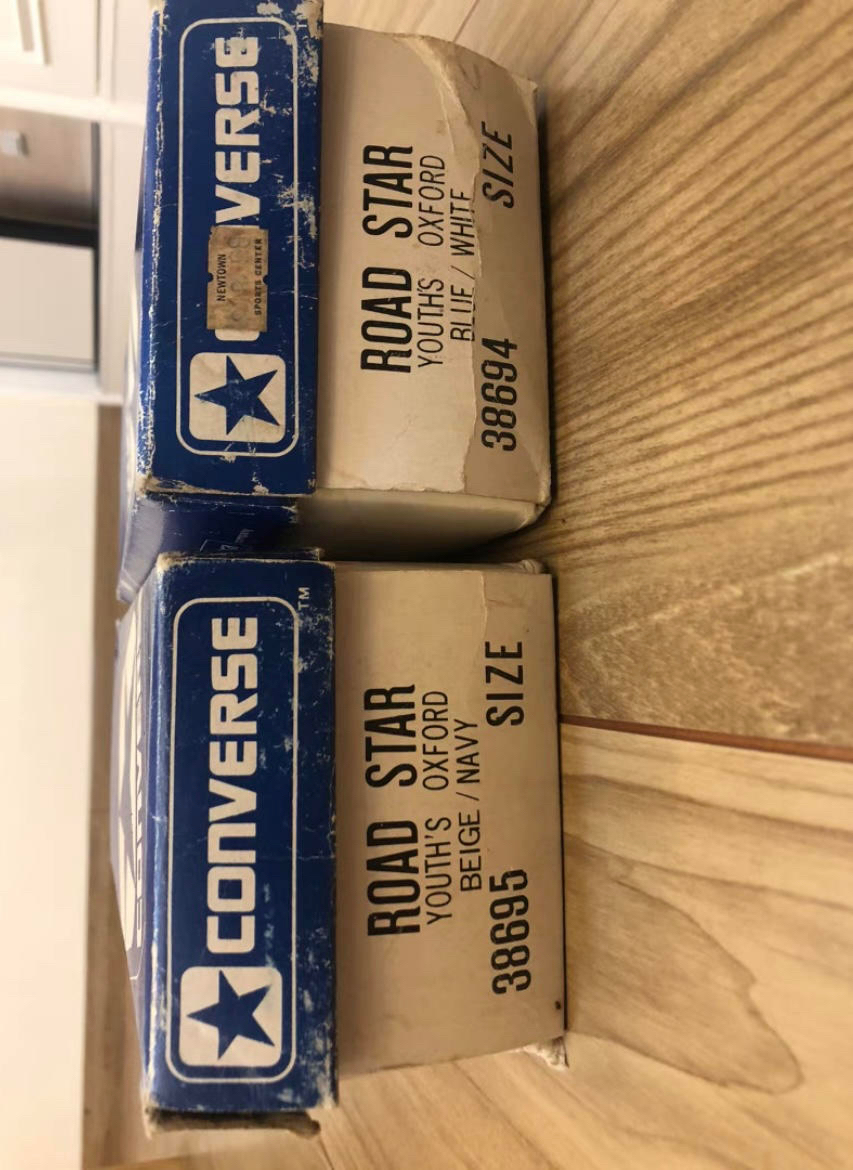 CONVERSE
TM
ROAD STAR
YOUTH'S OXFORD
BEIGE / NAVY
38695 SIZE
VERSE
NEWTOWN
SPORTS CENTER
ROAD STAR
YOUTHS OXFORD
BLUE / WHITE
38694 SIZE